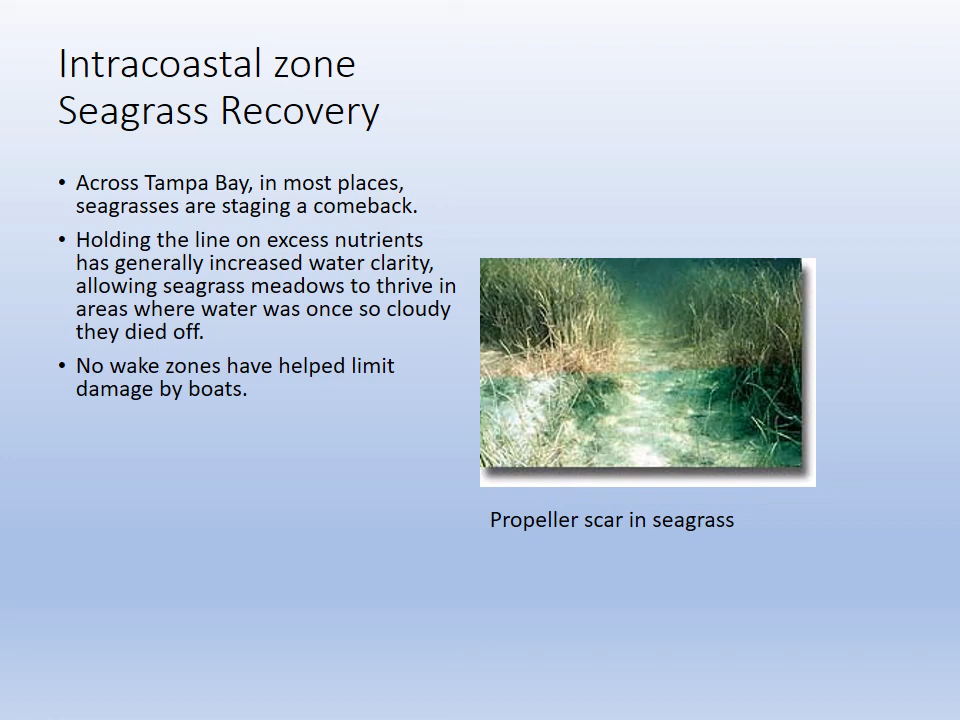 Intracoastal zone
Seagrass Recovery
• Across Tampa Bay, in most places,
seagrasses are staging a comeback.
• Holding the line on excess nutrients
has generally increased water clarity,
allowing seagrass meadows to thrive in
areas where water was once so cloudy
they died off.
• No wake zones have helped limit
damage by boats.
Propeller scar in seagrass